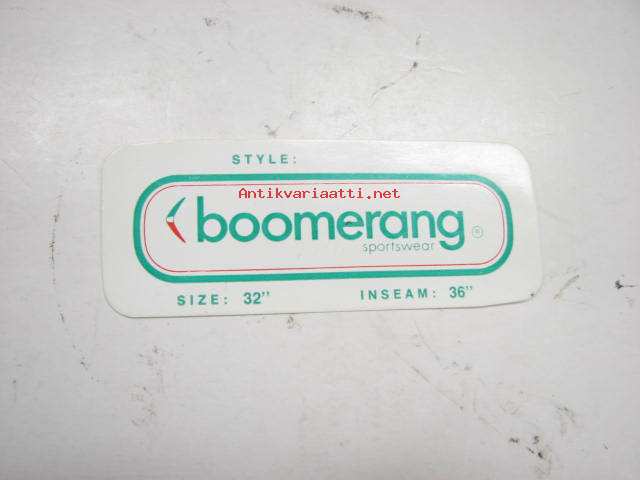 STYLE:
Antikvariaatti.net
boomerang ®
sportswear
SIZE: 32" INSEAM: 36"